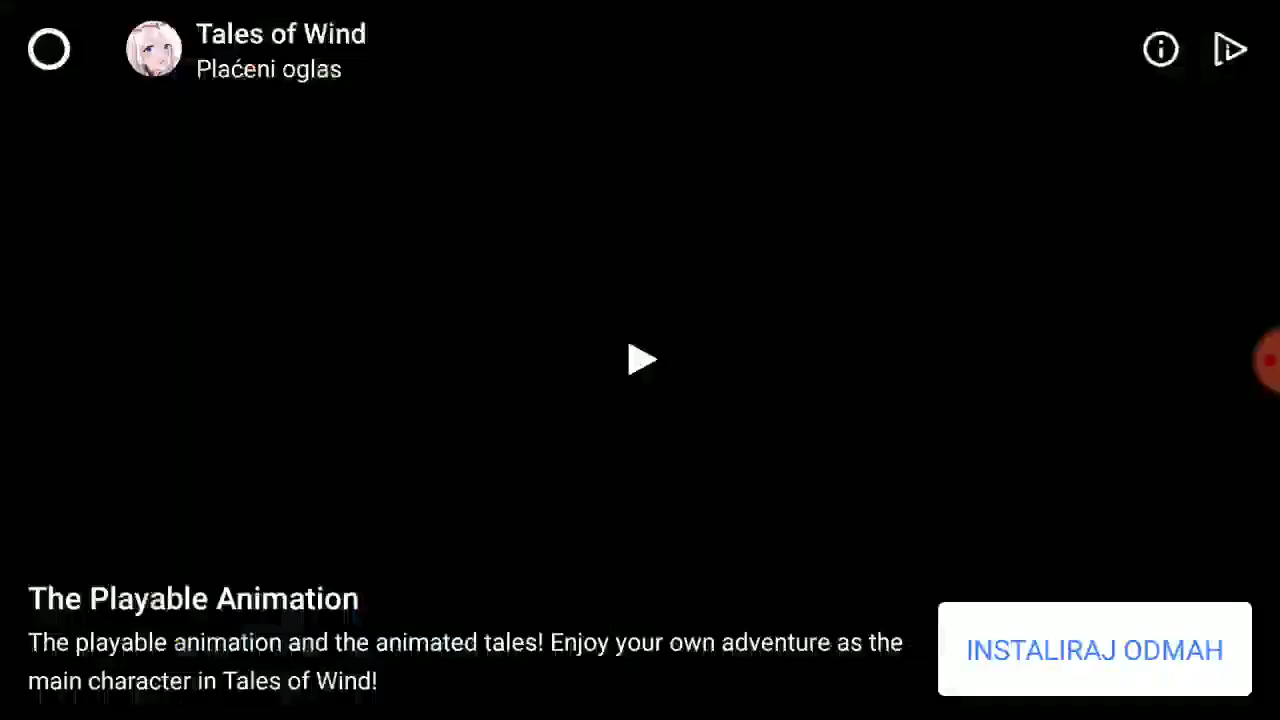 Tales of Wind
Plaćeni oglas
The Playable Animation
The playable animation and the animated tales! Enjoy your own adventure as the
main character in Tales of Wind!
INSTALIRAJ ODMAH